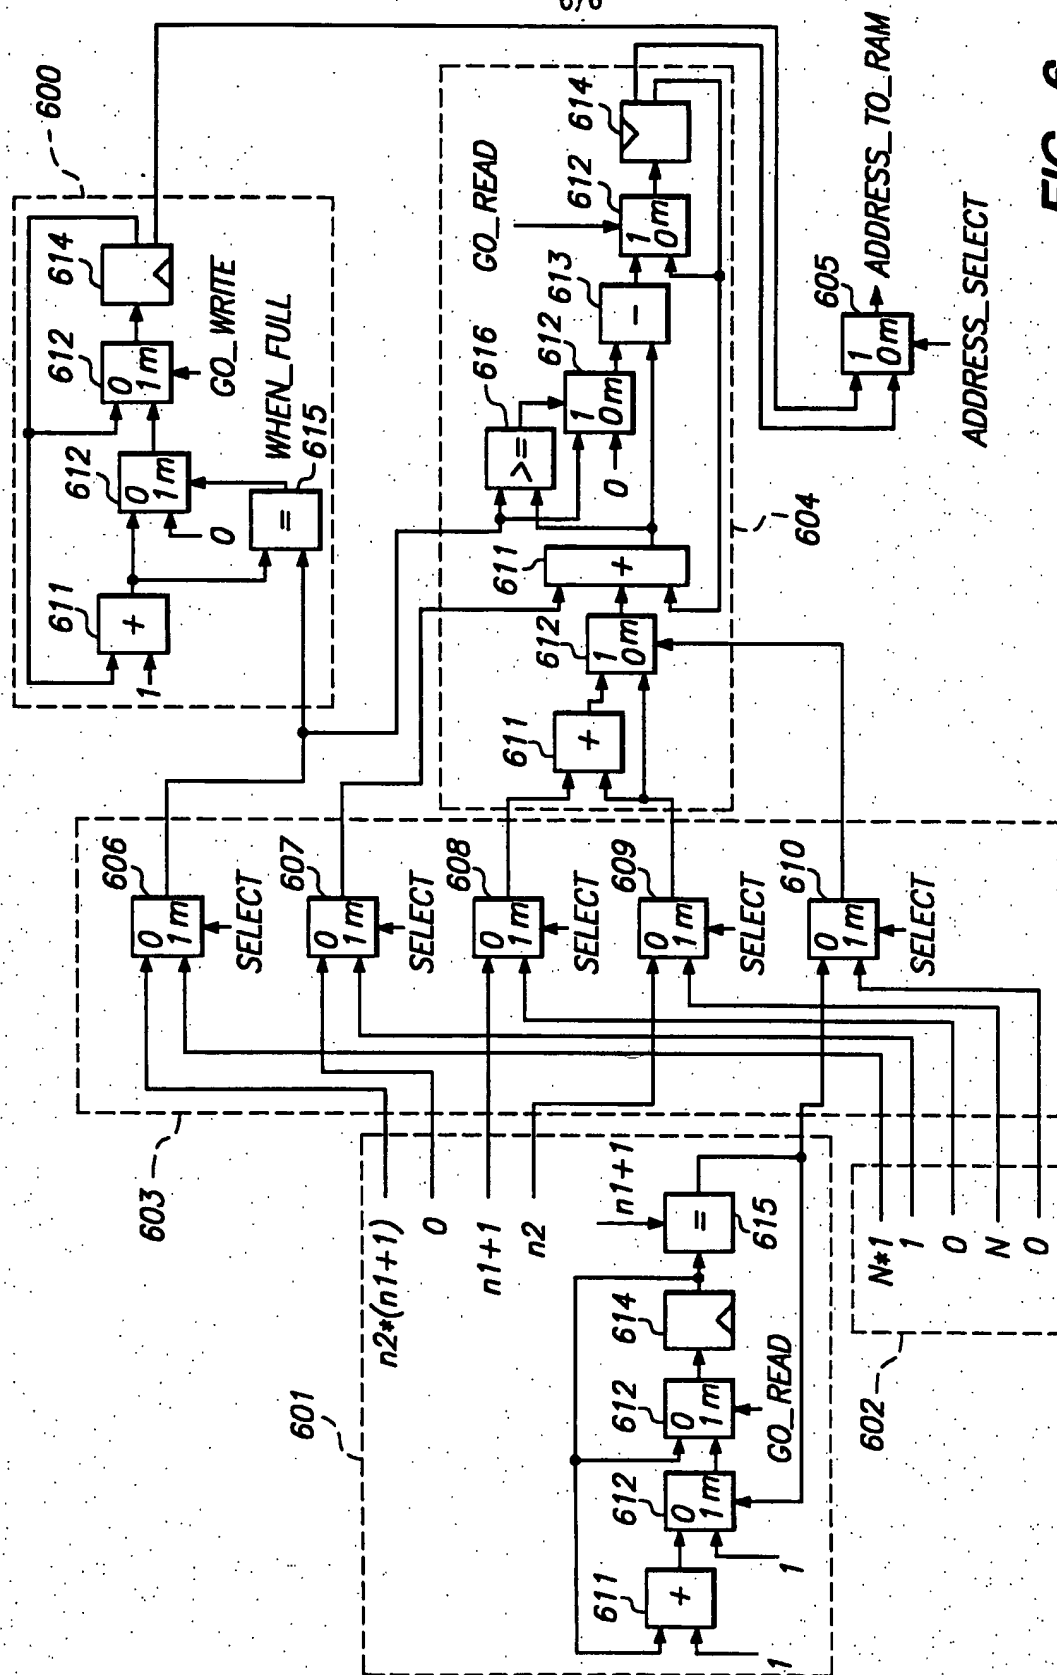 6/6
600
611
+
1
612
0
1m
0
612
0
1m
614
GO_WRITE
WHEN_FULL
615
=
606
0
1m
SELECT
607
0
1m
SELECT
608
0
1m
SELECT
609
0
1m
SELECT
610
0
1m
SELECT
603
604
611
+
612
1
0m
611
+
616
>=
612
1
0m
0
613
-
GO_READ
612
1
0m
614
605
1
0m
ADDRESS_TO_RAM
ADDRESS_SELECT
601
n2*(n1+1)
0
n1+1
n2
611
+
1
612
0
1m
1
612
0
1m
GO_READ
614
n1+1
=
615
602
N*1
1
0
N
0